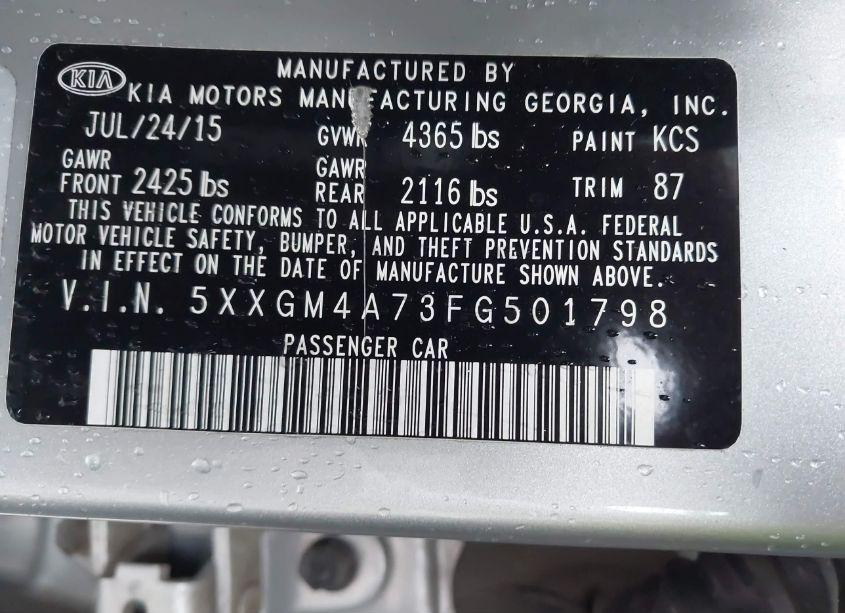 MANUFACTURED BY
KIA
KIA MOTORS MANUFACTURING GEORGIA, INC.
JUL/24/15 GVWR 4365 lbs PAINT KCS
GAWR FRONT 2425 lbs GAWR REAR 2116 lbs TRIM 87
THIS VEHICLE CONFORMS TO ALL APPLICABLE U.S.A. FEDERAL
MOTOR VEHICLE SAFETY, BUMPER, AND THEFT PREVENTION STANDARDS
IN EFFECT ON THE DATE OF MANUFACTURE SHOWN ABOVE.
V.I.N. 5XXGM4A73FG501798
PASSENGER CAR